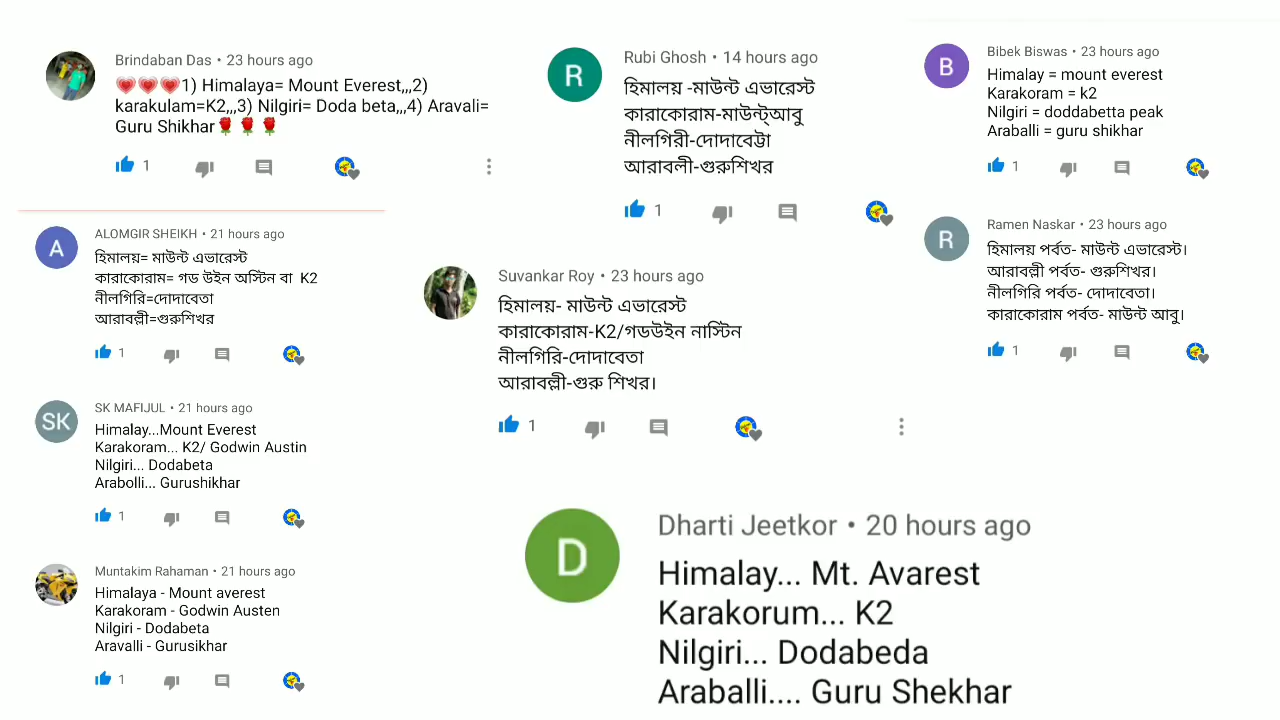 Brindaban Das • 23 hours ago
💗💗💗1) Himalaya= Mount Everest,,,2)
karakulam=K2,,,3) Nilgiri= Doda beta,,,4) Aravali=
Guru Shikhar🌹🌹🌹
1
A
ALOMGIR SHEIKH • 21 hours ago
হিমালয়= মাউন্ট এভারেস্ট
কারাকোরাম= গড উইন অস্টিন বা K2
নীলগিরি=দোদাবেতা
আরাবল্লী=গুরুশিখর
1
SK
SK MAFIJUL • 21 hours ago
Himalay...Mount Everest
Karakoram... K2/ Godwin Austin
Nilgiri... Dodabeta
Arabolli... Gurushikhar
1
Muntakim Rahaman • 21 hours ago
Himalaya - Mount averest
Karakoram - Godwin Austen
Nilgiri - Dodabeta
Aravalli - Gurusikhar
1
R
Rubi Ghosh • 14 hours ago
হিমালয় -মাউন্ট এভারেস্ট
কারাকোরাম-মাউন্ট্আবু
নীলগিরী-দোদাবেট্টা
আরাবলী-গুরুশিখর
1
Suvankar Roy • 23 hours ago
হিমালয়- মাউন্ট এভারেস্ট
কারাকোরাম-K2/গডউইন নাস্টিন
নীলগিরি-দোদাবেতা
আরাবল্লী-গুরু শিখর।
1
B
Bibek Biswas • 23 hours ago
Himalay = mount everest
Karakoram = k2
Nilgiri = doddabetta peak
Araballi = guru shikhar
1
R
Ramen Naskar • 23 hours ago
হিমালয় পর্বত- মাউন্ট এভারেস্ট।
আরাবল্লী পর্বত- গুরুশিখর।
নীলগিরি পর্বত- দোদাবেতা।
কারাকোরাম পর্বত- মাউন্ট আবু।
1
D
Dharti Jeetkor • 20 hours ago
Himalay... Mt. Avarest
Karakorum... K2
Nilgiri... Dodabeda
Araballi.... Guru Shekhar